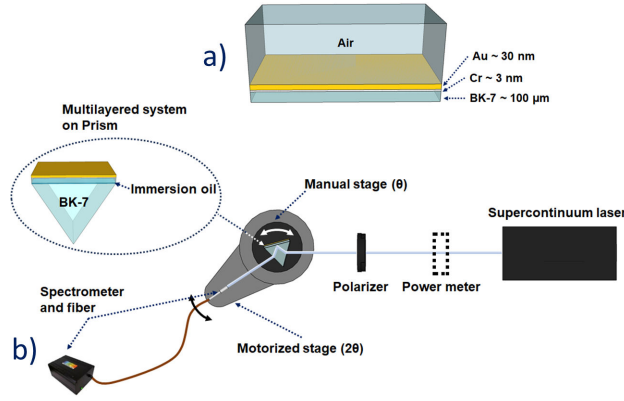 a)
Air
Au ~ 30 nm
Cr ~ 3 nm
BK-7 ~ 100 µm
Multilayered system
on Prism
BK-7
Immersion oil
Manual stage (θ)
Supercontinuum laser
Polarizer
Power meter
Spectrometer
and fiber
b)
Motorized stage (2θ)